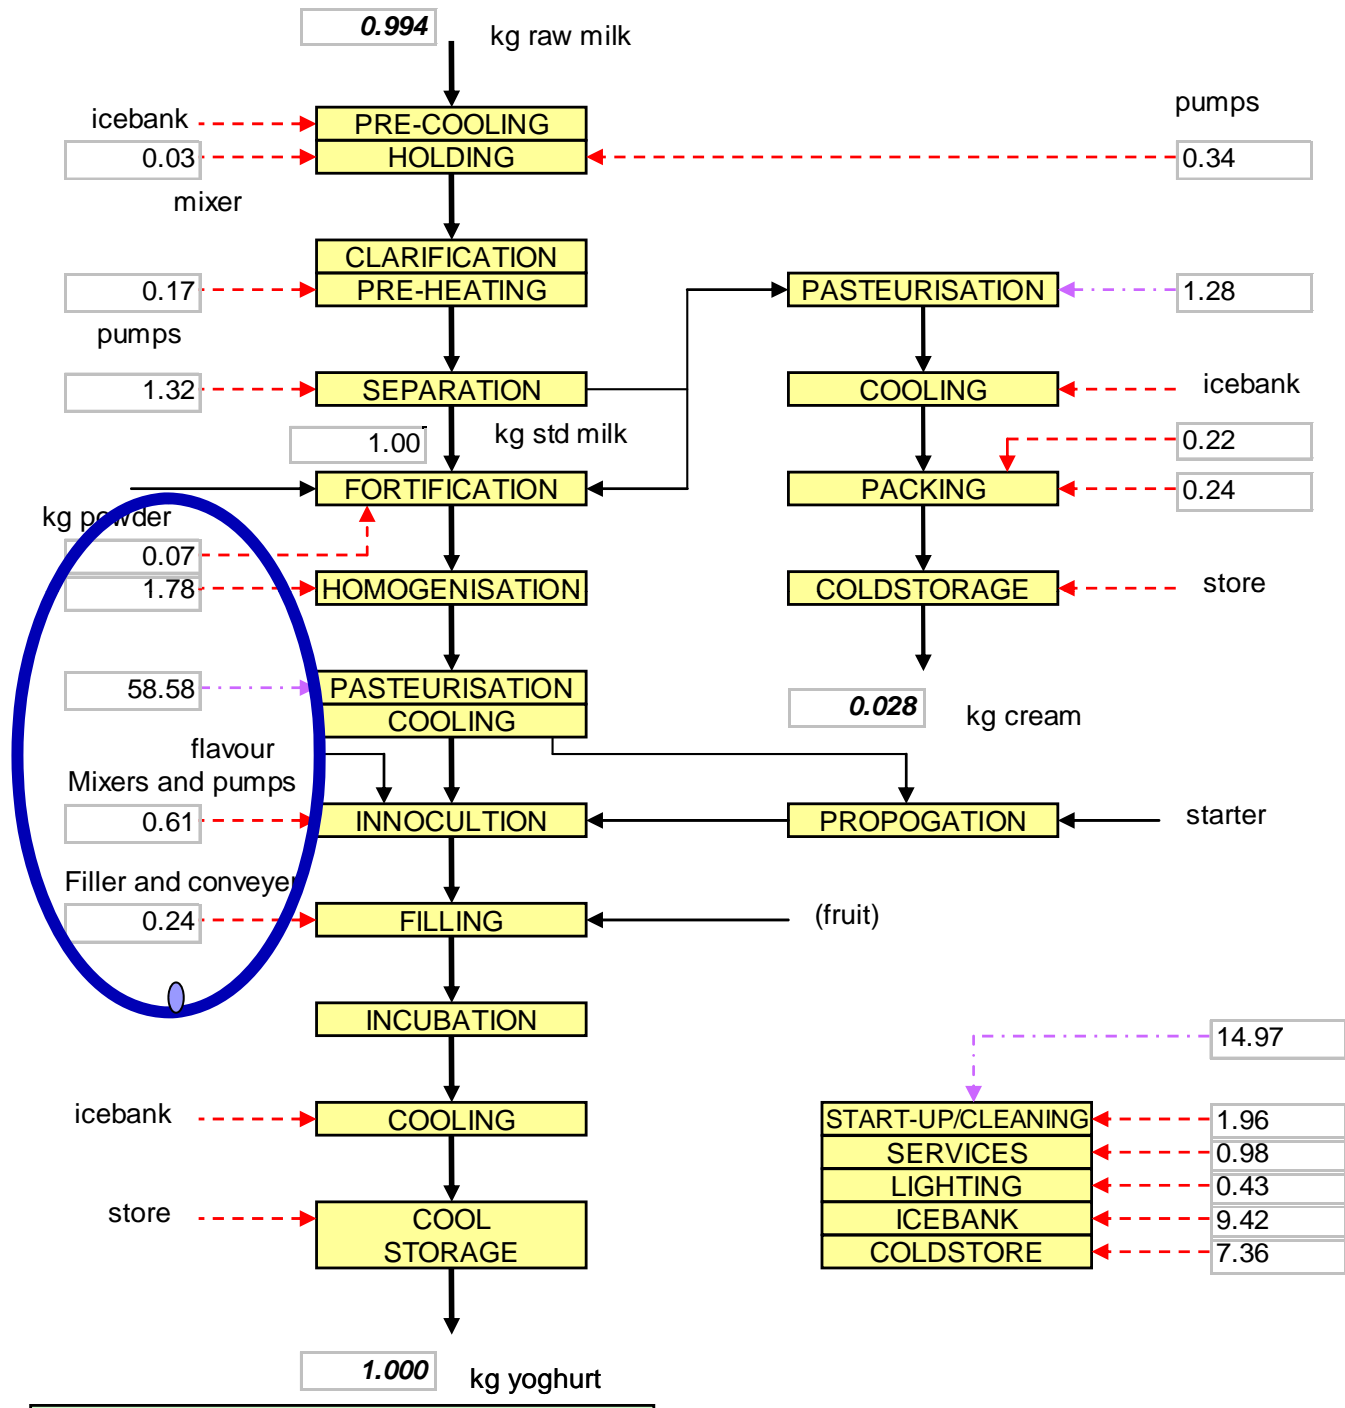 0.994
kg raw milk
icebank
PRE-COOLING
pumps
0.03
HOLDING
0.34
mixer
CLARIFICATION
0.17
PRE-HEATING
PASTEURISATION
1.28
pumps
1.32
SEPARATION
COOLING
icebank
1.00
kg std milk
0.22
FORTIFICATION
PACKING
0.24
kg powder
0.07
1.78
HOMOGENISATION
COLDSTORAGE
store
58.58
PASTEURISATION
COOLING
0.028
kg cream
flavour
Mixers and pumps
0.61
INNOCULTION
PROPOGATION
starter
Filler and conveyer
0.24
FILLING
(fruit)
INCUBATION
14.97
icebank
COOLING
START-UP/CLEANING
1.96
SERVICES
0.98
LIGHTING
0.43
store
COOL
STORAGE
ICEBANK
9.42
COLDSTORE
7.36
1.000
kg yoghurt